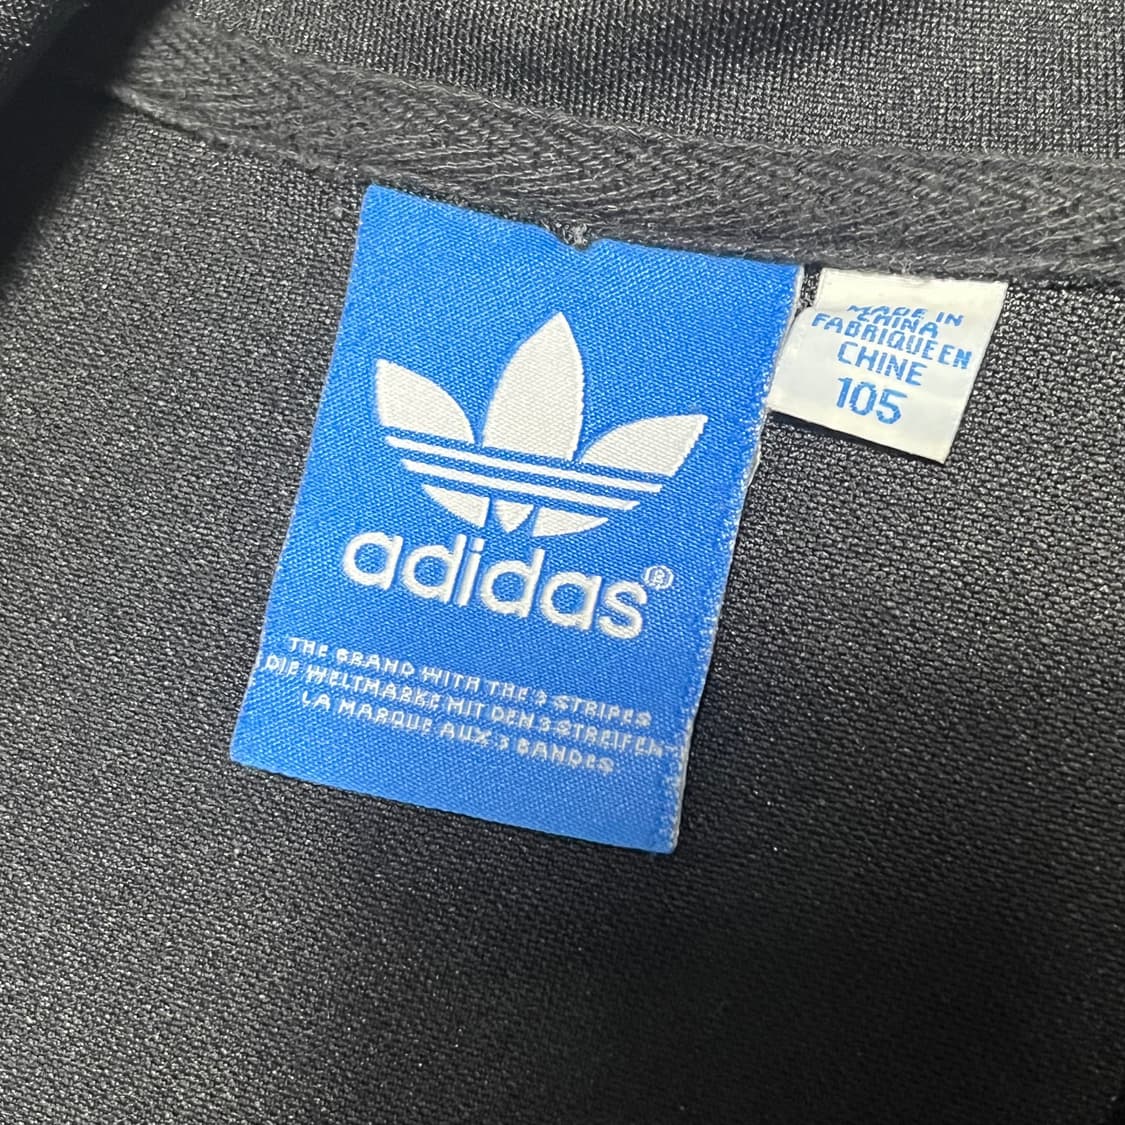 adidas®
THE BRAND WITH THE 3 STRIPES
DIE WELTMARKE MIT DEN 3 STREIFEN
LA MARQUE AUX 3 BANDES
MADE IN
CHINA
FABRIQUE EN
CHINE
105